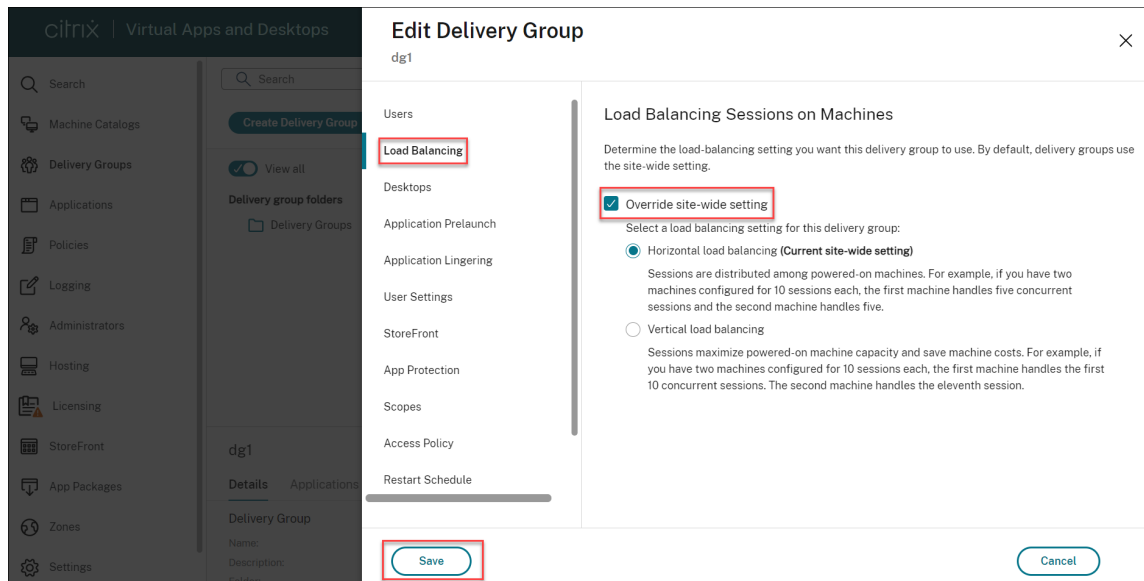 citrix | Virtual Apps and Desktops
Search
Machine Catalogs
Delivery Groups
Applications
Policies
Logging
Administrators
Hosting
Licensing
StoreFront
App Packages
Zones
Settings
Search
Create Delivery Group
View all
Delivery group folders
Delivery Groups
dg1
Details Applications
Delivery Group
Name:
Description:
Folder:
Edit Delivery Group
dg1
Users
Load Balancing
Desktops
Application Prelaunch
Application Lingering
User Settings
StoreFront
App Protection
Scopes
Access Policy
Restart Schedule
Load Balancing Sessions on Machines
Determine the load-balancing setting you want this delivery group to use. By default, delivery groups use
the site-wide setting.
Override site-wide setting
Select a load balancing setting for this delivery group:
Horizontal load balancing (Current site-wide setting)
Sessions are distributed among powered-on machines. For example, if you have two
machines configured for 10 sessions each, the first machine handles five concurrent
sessions and the second machine handles five.
Vertical load balancing
Sessions maximize powered-on machine capacity and save machine costs. For example, if
you have two machines configured for 10 sessions each, the first machine handles the first
10 concurrent sessions. The second machine handles the eleventh session.
Save
Cancel